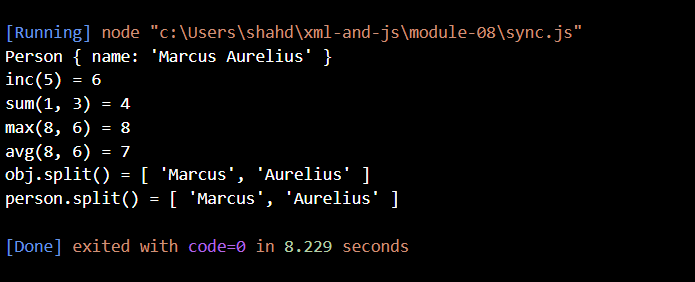 [Running] node "c:\Users\shahd\xml-and-js\module-08\sync.js"
Person { name: 'Marcus Aurelius' }
inc(5) = 6
sum(1, 3) = 4
max(8, 6) = 8
avg(8, 6) = 7
obj.split() = [ 'Marcus', 'Aurelius' ]
person.split() = [ 'Marcus', 'Aurelius' ]
[Done] exited with code=0 in 8.229 seconds